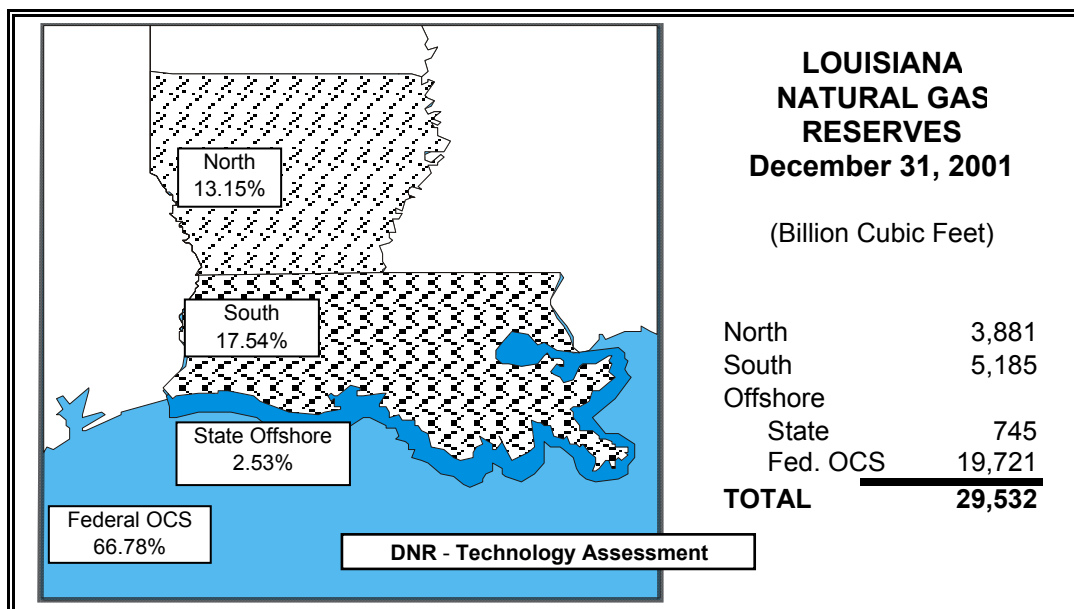 North
13.15%
South
17.54%
State Offshore
2.53%
Federal OCS
66.78%
DNR - Technology Assessment
LOUISIANA
NATURAL GAS
RESERVES
December 31, 2001
(Billion Cubic Feet)
North 3,881
South 5,185
Offshore
State 745
Fed. OCS 19,721
TOTAL 29,532